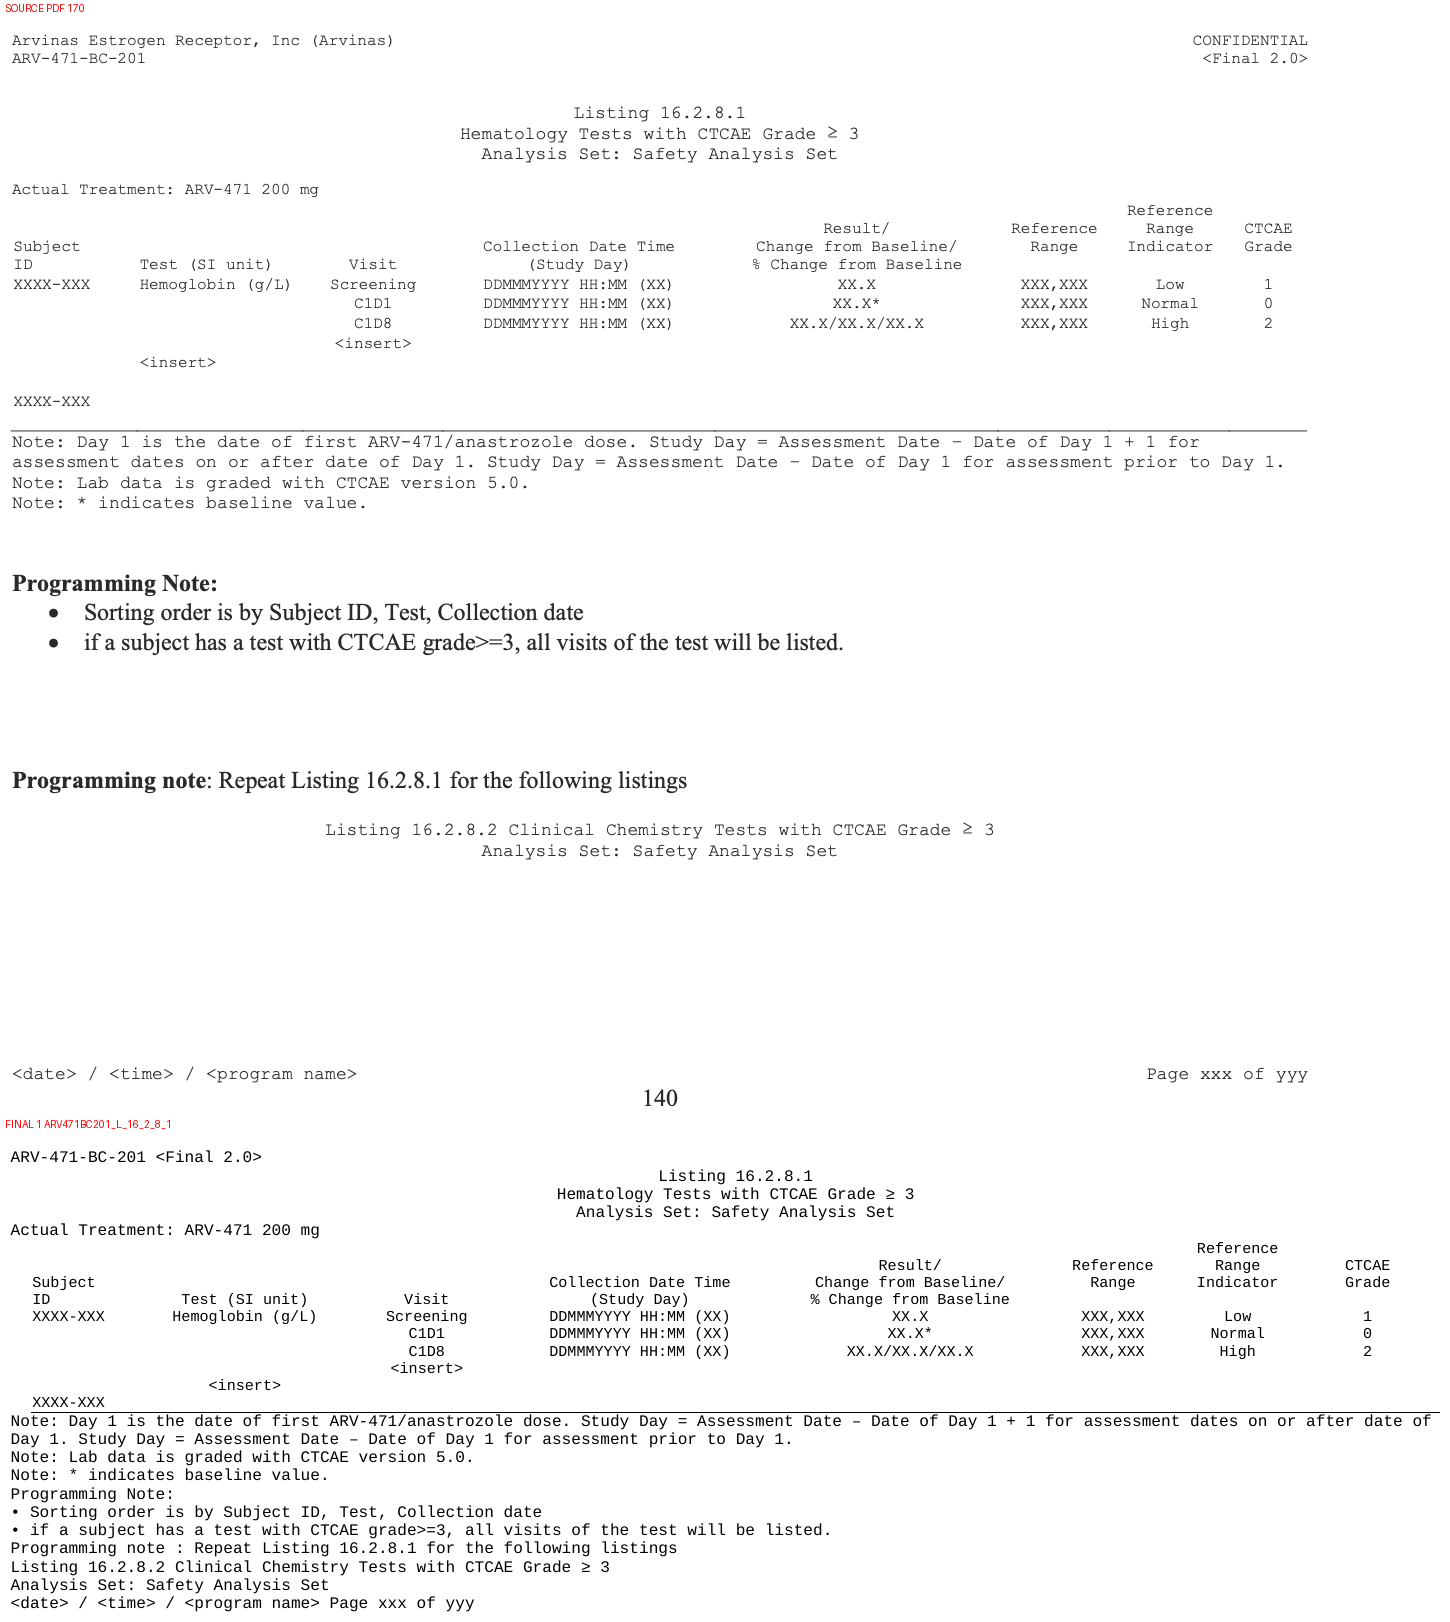 SOURCE PDF 170
Arvinas Estrogen Receptor, Inc (Arvinas) CONFIDENTIAL
ARV-471-BC-201 <Final 2.0>
Listing 16.2.8.1
Hematology Tests with CTCAE Grade ≥ 3
Analysis Set: Safety Analysis Set
Actual Treatment: ARV-471 200 mg
Reference
Result/ Reference Range CTCAE
Subject Collection Date Time Change from Baseline/ Range Indicator Grade
ID Test (SI unit) Visit (Study Day) % Change from Baseline
XXXX-XXX Hemoglobin (g/L) Screening DDMMMYYYY HH:MM (XX) XX.X XXX,XXX Low 1
C1D1 DDMMMYYYY HH:MM (XX) XX.X* XXX,XXX Normal 0
C1D8 DDMMMYYYY HH:MM (XX) XX.X/XX.X/XX.X XXX,XXX High 2
<insert>
<insert>
XXXX-XXX
Note: Day 1 is the date of first ARV-471/anastrozole dose. Study Day = Assessment Date – Date of Day 1 + 1 for
assessment dates on or after date of Day 1. Study Day = Assessment Date – Date of Day 1 for assessment prior to Day 1.
Note: Lab data is graded with CTCAE version 5.0.
Note: * indicates baseline value.
Programming Note:
• Sorting order is by Subject ID, Test, Collection date
• if a subject has a test with CTCAE grade>=3, all visits of the test will be listed.
Programming note: Repeat Listing 16.2.8.1 for the following listings
Listing 16.2.8.2 Clinical Chemistry Tests with CTCAE Grade ≥ 3
Analysis Set: Safety Analysis Set
<date> / <time> / <program name> Page xxx of yyy
140
FINAL 1 ARV471BC201_L_16_2_8_1
ARV-471-BC-201 <Final 2.0>
Listing 16.2.8.1
Hematology Tests with CTCAE Grade ≥ 3
Analysis Set: Safety Analysis Set
Actual Treatment: ARV-471 200 mg
Reference
Result/ Reference Range CTCAE
Subject Collection Date Time Change from Baseline/ Range Indicator Grade
ID Test (SI unit) Visit (Study Day) % Change from Baseline
XXXX-XXX Hemoglobin (g/L) Screening DDMMMYYYY HH:MM (XX) XX.X XXX,XXX Low 1
C1D1 DDMMMYYYY HH:MM (XX) XX.X* XXX,XXX Normal 0
C1D8 DDMMMYYYY HH:MM (XX) XX.X/XX.X/XX.X XXX,XXX High 2
<insert>
<insert>
XXXX-XXX
Note: Day 1 is the date of first ARV-471/anastrozole dose. Study Day = Assessment Date – Date of Day 1 + 1 for assessment dates on or after date of
Day 1. Study Day = Assessment Date – Date of Day 1 for assessment prior to Day 1.
Note: Lab data is graded with CTCAE version 5.0.
Note: * indicates baseline value.
Programming Note:
• Sorting order is by Subject ID, Test, Collection date
• if a subject has a test with CTCAE grade>=3, all visits of the test will be listed.
Programming note : Repeat Listing 16.2.8.1 for the following listings
Listing 16.2.8.2 Clinical Chemistry Tests with CTCAE Grade ≥ 3
Analysis Set: Safety Analysis Set
<date> / <time> / <program name> Page xxx of yyy